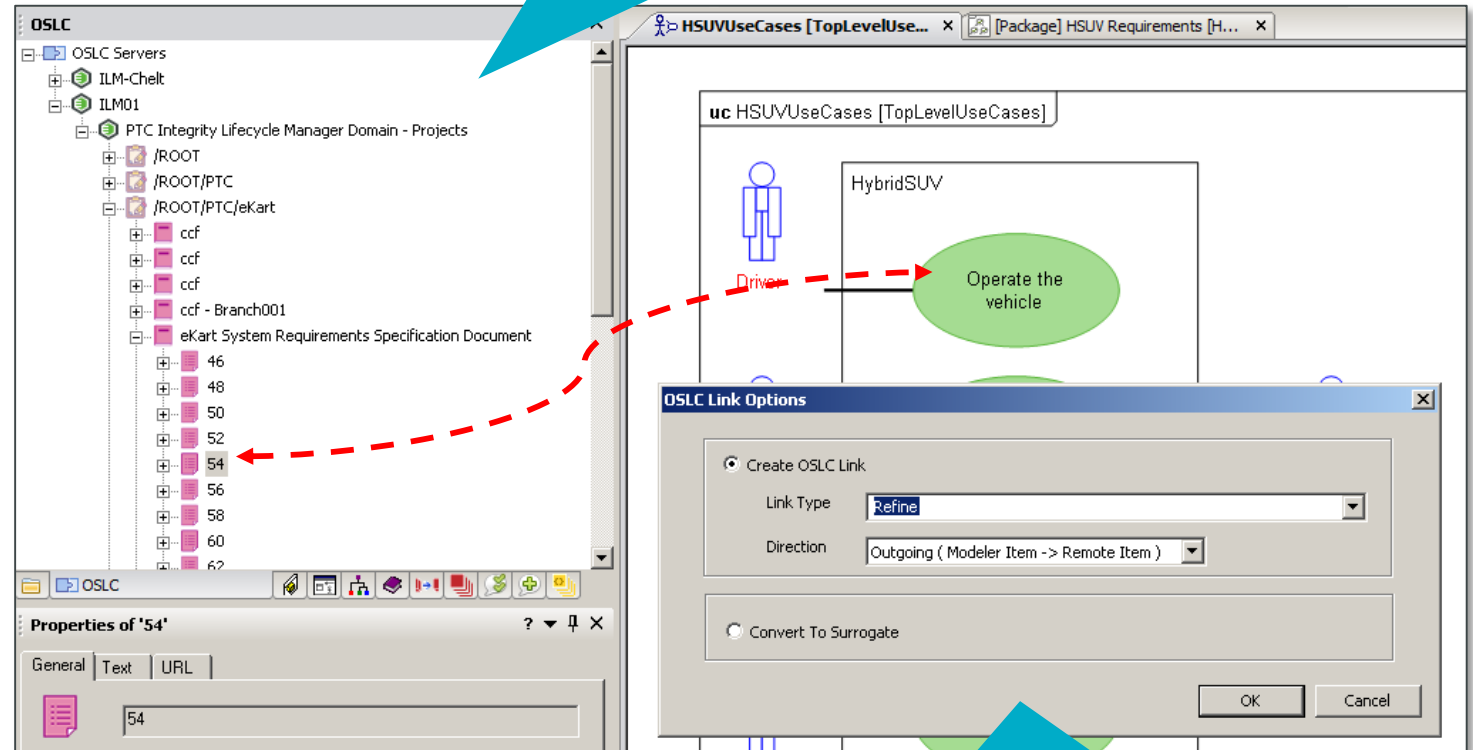 OSLC
OSLC Servers
ILM-Chelt
ILM01
PTC Integrity Lifecycle Manager Domain - Projects
/ROOT
/ROOT/PTC
/ROOT/PTC/eKart
ccf
ccf
ccf
ccf - Branch001
eKart System Requirements Specification Document
46
48
50
52
54
56
58
60
62
OSLC
Properties of '54'
General
Text
URL
54
HSUVUseCases [TopLevelUse...
[Package] HSUV Requirements [H...
uc HSUVUseCases [TopLevelUseCases]
HybridSUV
Driver
Operate the
vehicle
OSLC Link Options
Create OSLC Link
Link Type
Refine
Direction
Outgoing ( Modeler Item -> Remote Item )
Convert To Surrogate
OK
Cancel